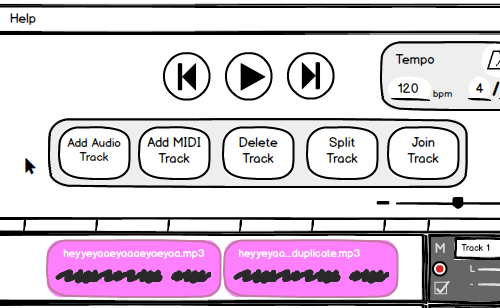 Help
Tempo
120 bpm 4 /
Add Audio
Track
Add MIDI
Track
Delete
Track
Split
Track
Join
Track
heyyeyaaeyaaaeyaeyaa.mp3
heyyeyaa...duplicate.mp3
M Track 1
L